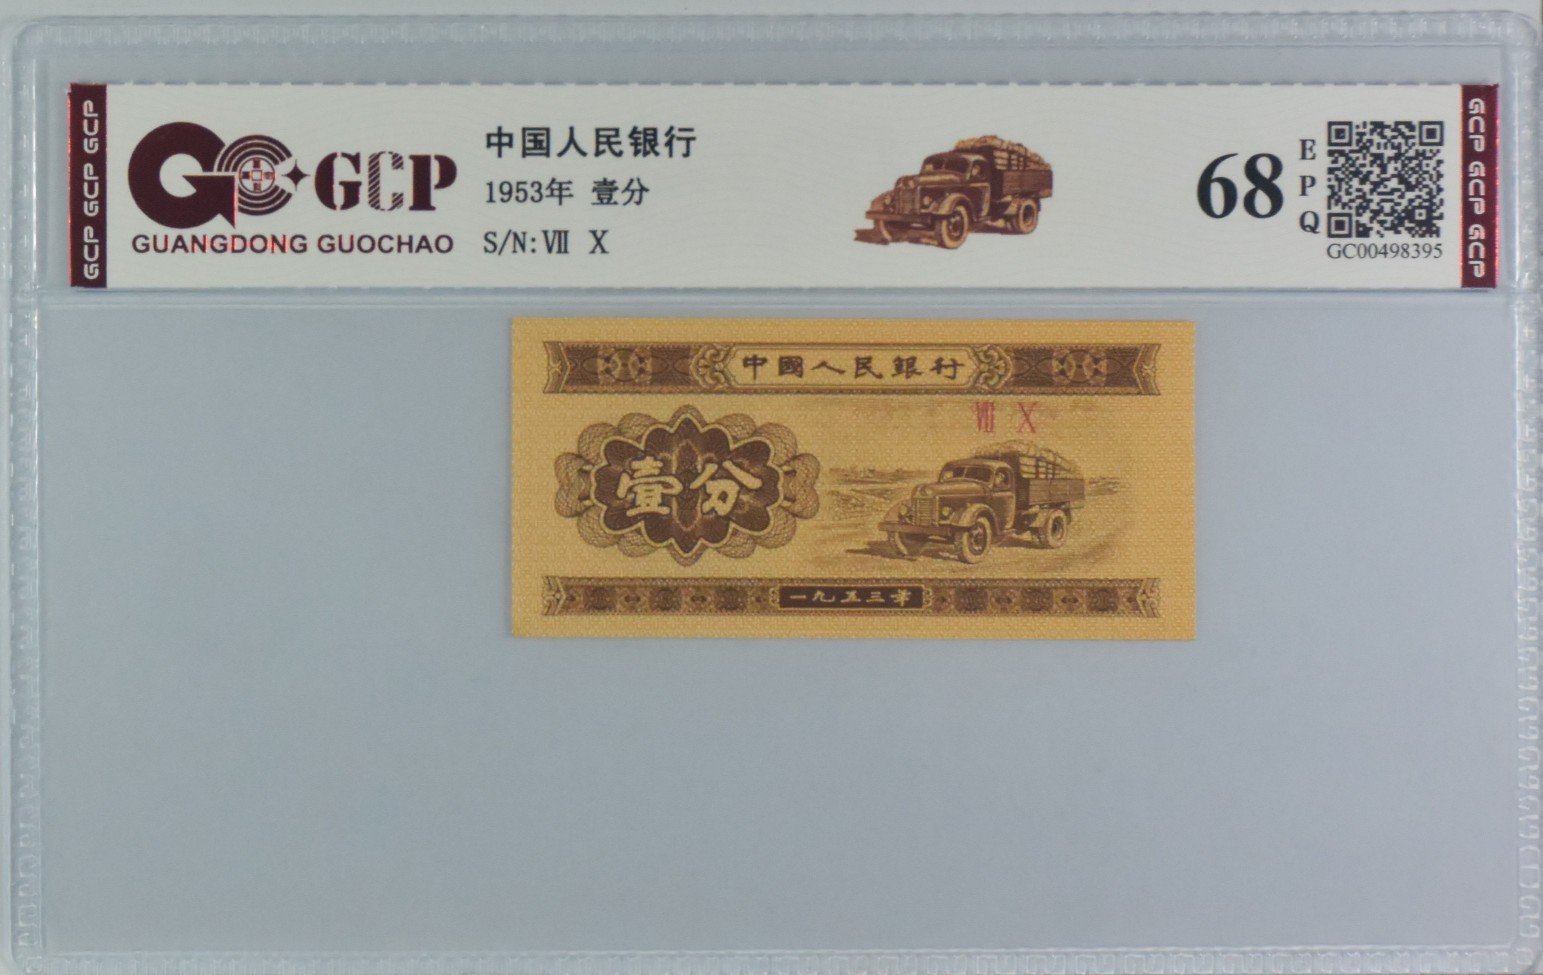 GCP GCP GCP
GCP
GUANGDONG GUOCHAO
中国人民银行
1953年 壹分
S/N:Ⅶ Ⅹ
68
EPQ
GC00498395
GCP GCP GCP
中國人民銀行
Ⅶ Ⅹ
壹分
一九五三年